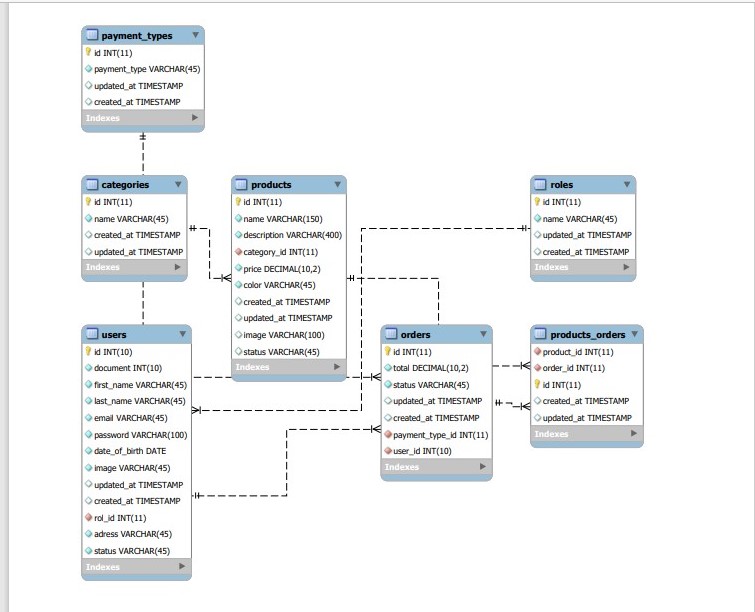 payment_types
id INT(11)
payment_type VARCHAR(45)
updated_at TIMESTAMP
created_at TIMESTAMP
Indexes
categories
id INT(11)
name VARCHAR(45)
created_at TIMESTAMP
updated_at TIMESTAMP
Indexes
products
id INT(11)
name VARCHAR(150)
description VARCHAR(400)
category_id INT(11)
price DECIMAL(10,2)
color VARCHAR(45)
created_at TIMESTAMP
updated_at TIMESTAMP
image VARCHAR(100)
status VARCHAR(45)
Indexes
roles
id INT(11)
name VARCHAR(45)
updated_at TIMESTAMP
created_at TIMESTAMP
Indexes
users
id INT(10)
document INT(10)
first_name VARCHAR(45)
last_name VARCHAR(45)
email VARCHAR(45)
password VARCHAR(100)
date_of_birth DATE
image VARCHAR(45)
updated_at TIMESTAMP
created_at TIMESTAMP
rol_id INT(11)
adress VARCHAR(45)
status VARCHAR(45)
Indexes
orders
id INT(11)
total DECIMAL(10,2)
status VARCHAR(45)
updated_at TIMESTAMP
created_at TIMESTAMP
payment_type_id INT(11)
user_id INT(10)
Indexes
products_orders
product_id INT(11)
order_id INT(11)
id INT(11)
created_at TIMESTAMP
updated_at TIMESTAMP
Indexes